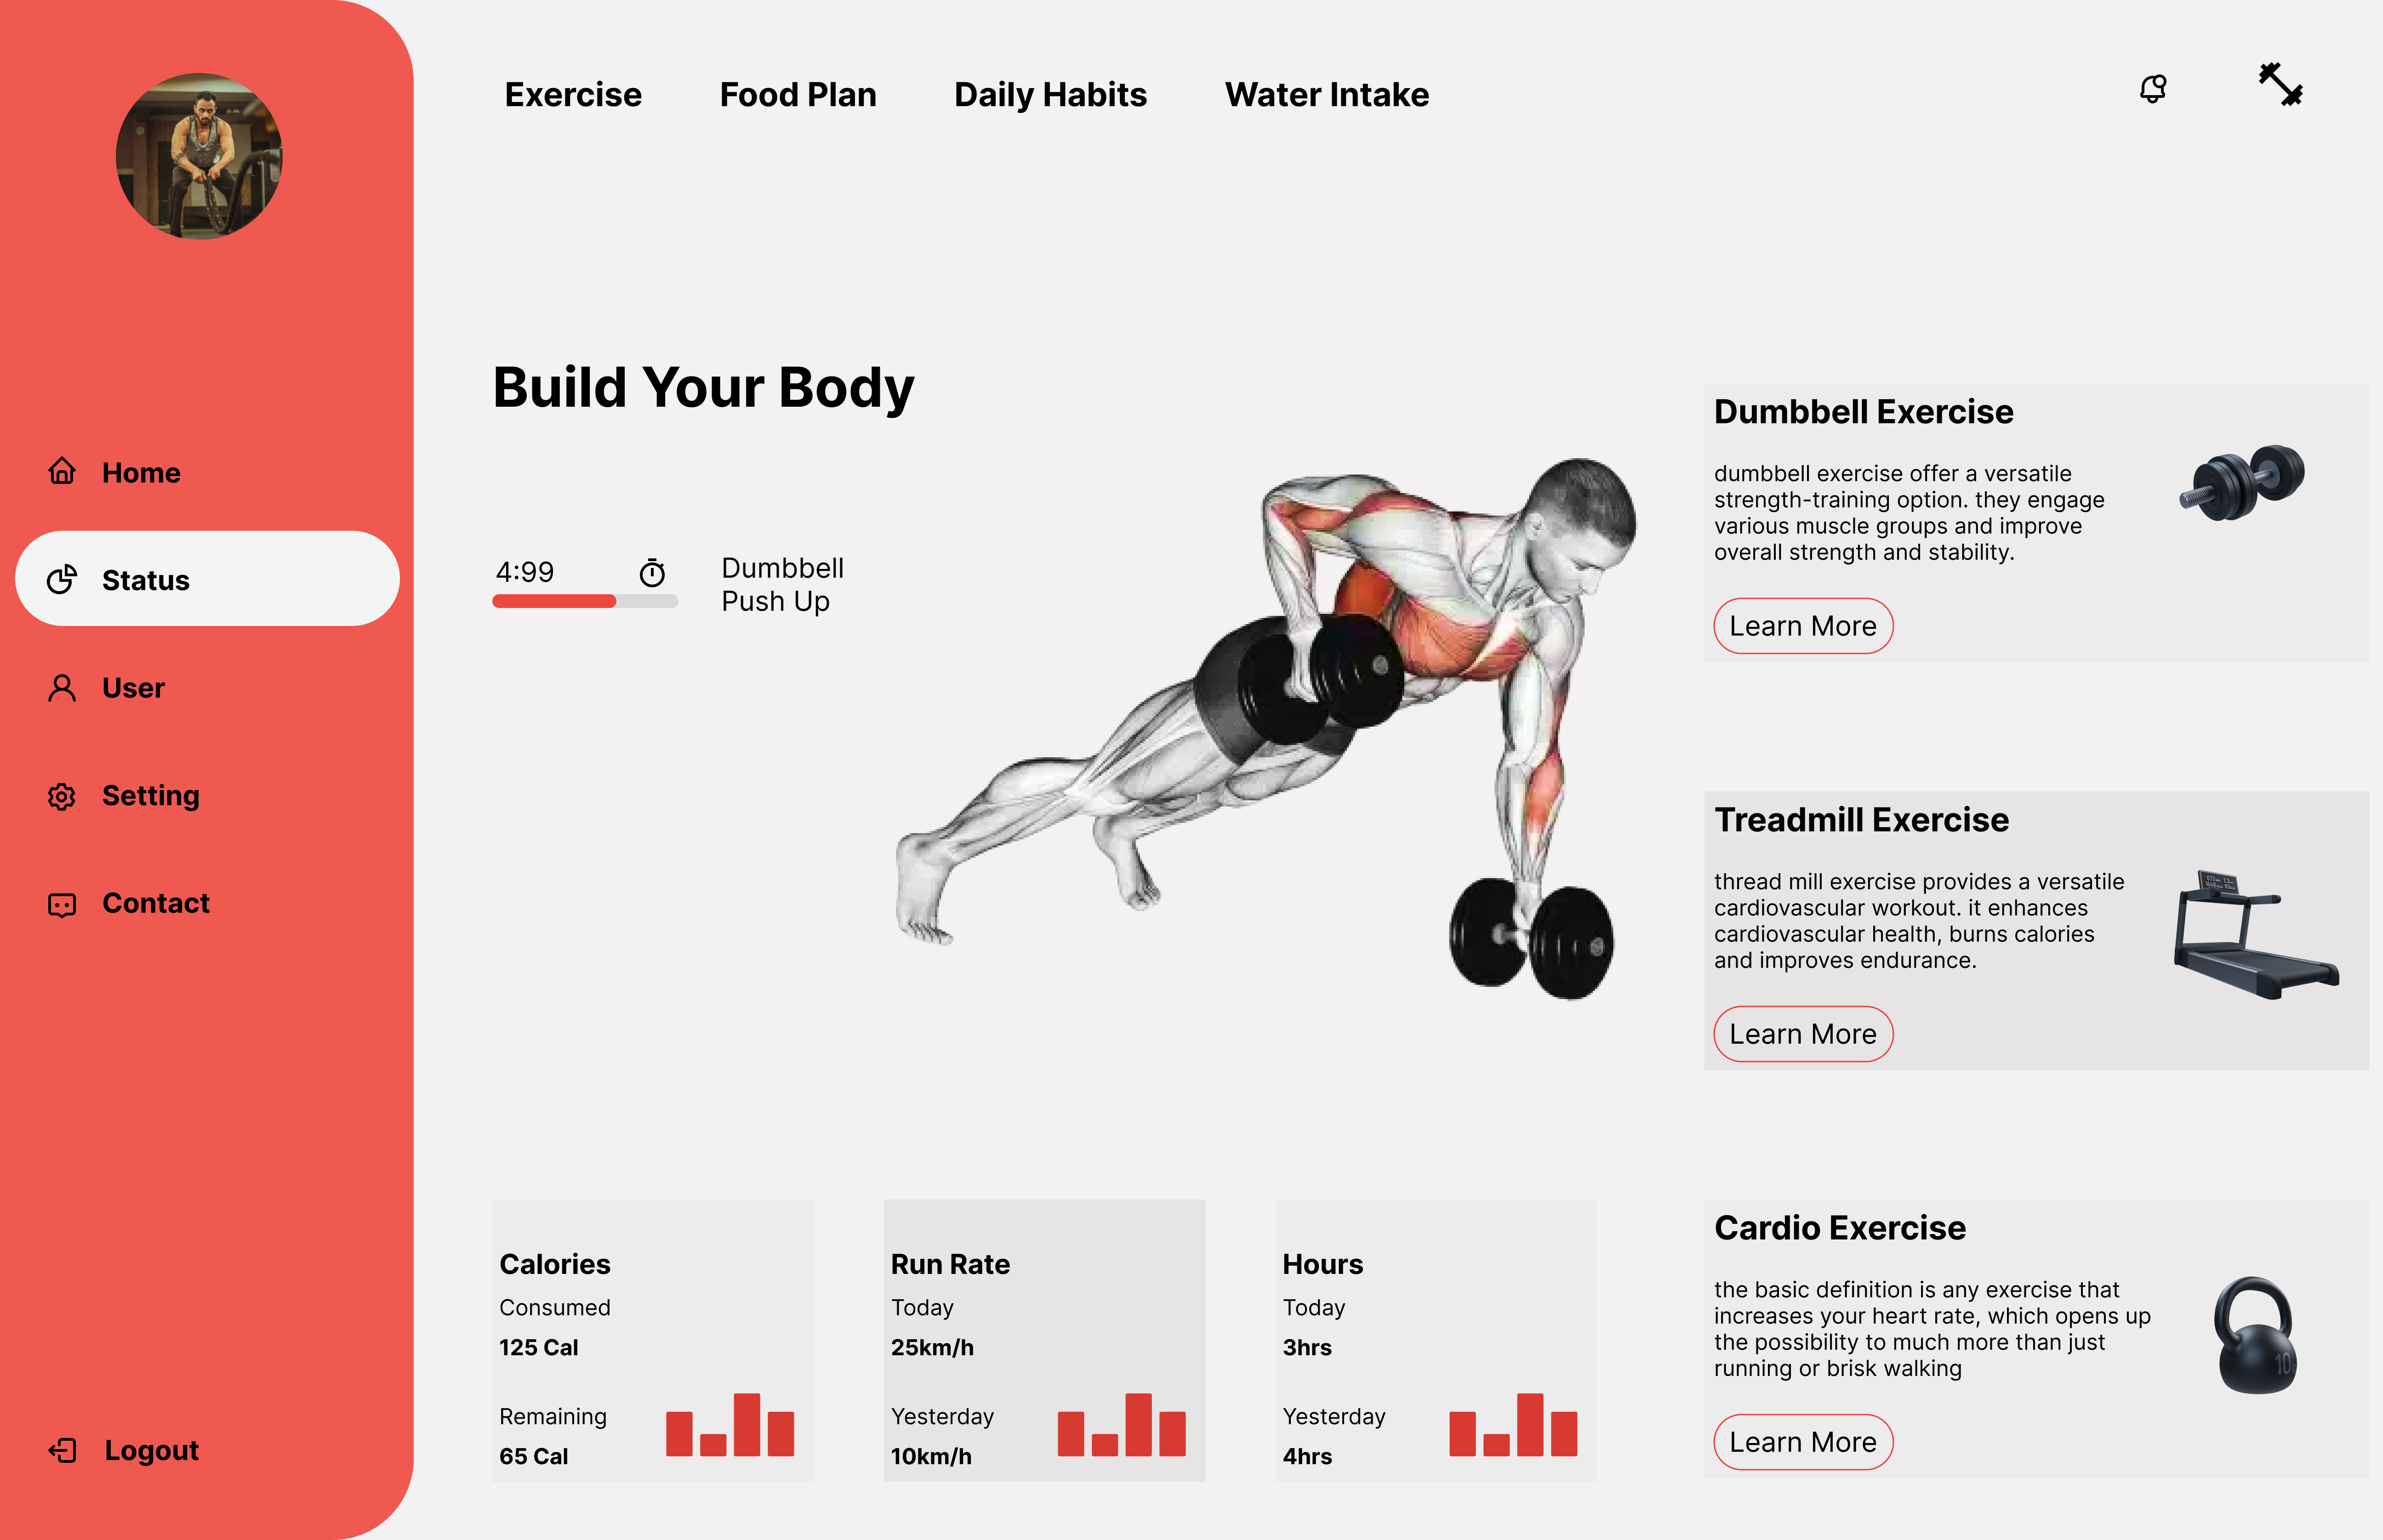 Exercise
Food Plan
Daily Habits
Water Intake
Home
Status
User
Setting
Contact
Logout
Build Your Body
4:99
Dumbbell
Push Up
Calories
Consumed
125 Cal
Remaining
65 Cal
Run Rate
Today
25km/h
Yesterday
10km/h
Hours
Today
3hrs
Yesterday
4hrs
Dumbbell Exercise
dumbbell exercise offer a versatile
strength-training option. they engage
various muscle groups and improve
overall strength and stability.
Learn More
Treadmill Exercise
thread mill exercise provides a versatile
cardiovascular workout. it enhances
cardiovascular health, burns calories
and improves endurance.
Learn More
Cardio Exercise
the basic definition is any exercise that
increases your heart rate, which opens up
the possibility to much more than just
running or brisk walking
10
Learn More